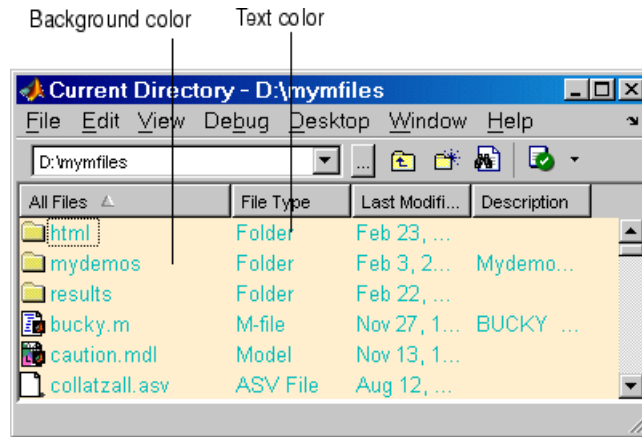 Background color Text color
Current Directory - D:\mymfiles
File Edit View Debug Desktop Window Help
D:\mymfiles ...
All Files File Type Last Modifi... Description
html Folder Feb 23, ...
mydemos Folder Feb 3, 2... Mydemo...
results Folder Feb 22, ...
bucky.m M-file Nov 27, 1... BUCKY ...
caution.mdl Model Nov 13, 1...
collatzall.asv ASV File Aug 12, ...